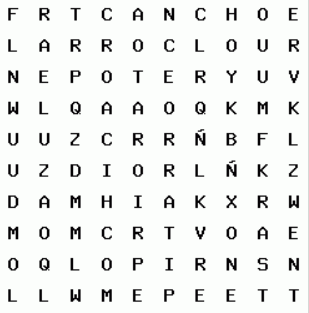 F R T C A N C H O E
L A R R O C L O U R
N E P O T E R Y U V
W L Q A A O Q K M K
U U Z C R R Ñ B F L
U Z D I O R L Ñ K Z
D A M H I A K X R W
M O M C R T V O A E
O Q L O P I R N S N
L L W M E P E E T T